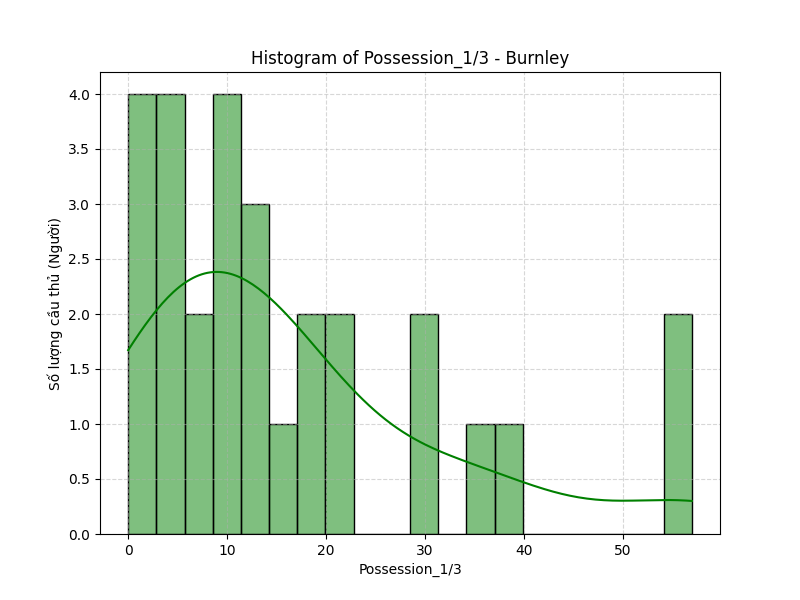 Histogram of Possession_1/3 - Burnley
4.0
3.5
3.0
2.5
2.0
1.5
1.0
0.5
0.0
Số lượng cầu thủ (Người)
0 10 20 30 40 50
Possession_1/3